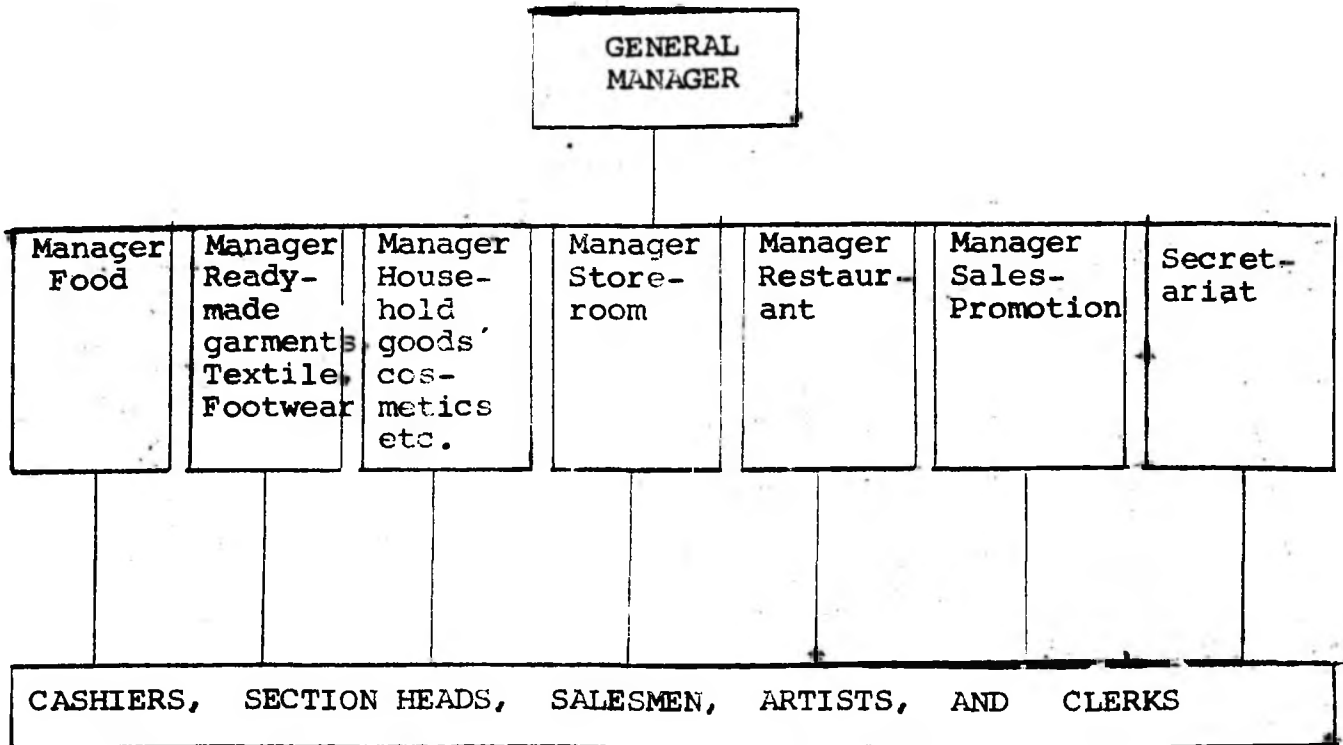 GENERAL
MANAGER
Manager
Food
Manager
Ready-
made
garments,
Textile,
Footwear
Manager
House-
hold
goods'
cos-
metics
etc.
Manager
Store-
room
Manager
Restaur-
ant
Manager
Sales-
Promotion
Secret-
ariat
CASHIERS, SECTION HEADS, SALESMEN, ARTISTS, AND CLERKS